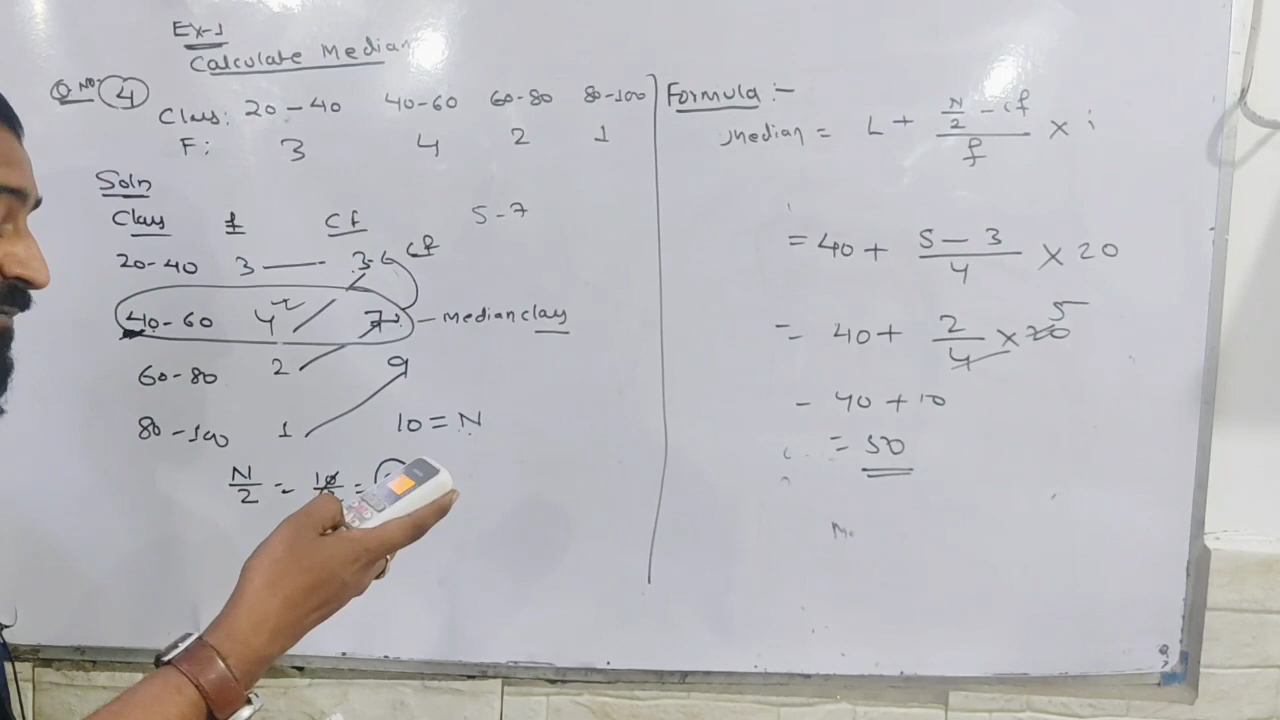 Ex-1
Calculate Median
Q.NO: 4
Class: 20-40 40-60 60-80 80-100
F: 3 4 2 1
Soln
Class f Cf
5-7
20-40 3 3 Cf
40-60 4 7 - Median class
60-80 2 9
80-100 1 10 = N
N/2 = 10
Formula :-
Median = L + (N/2 - cf)/f × i
= 40 + (5-3)/4 × 20
= 40 + 2/4 × 20 5
- 40 + 10
= 50